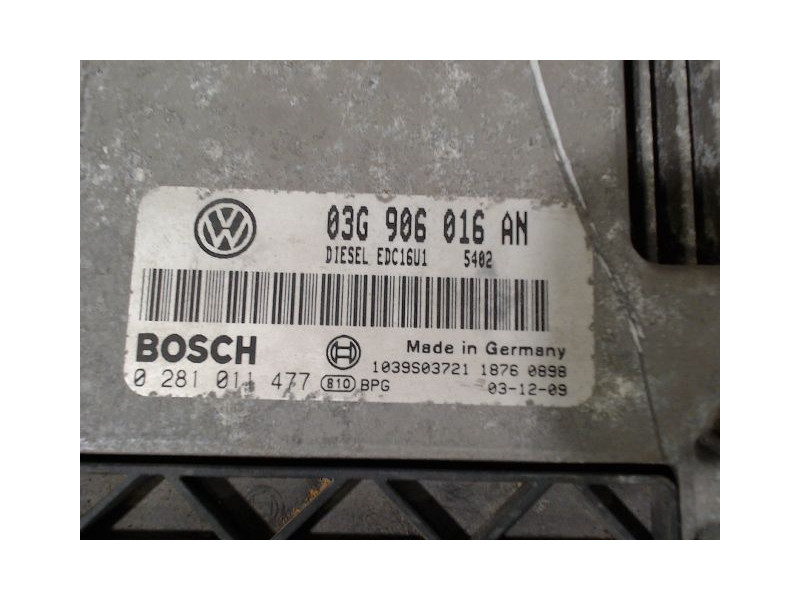 03G 906 016 AN
DIESEL EDC16U1 5402
BOSCH
Made in Germany
0 281 011 477 810 BPG
1039S03721 1876 0898
03-12-09